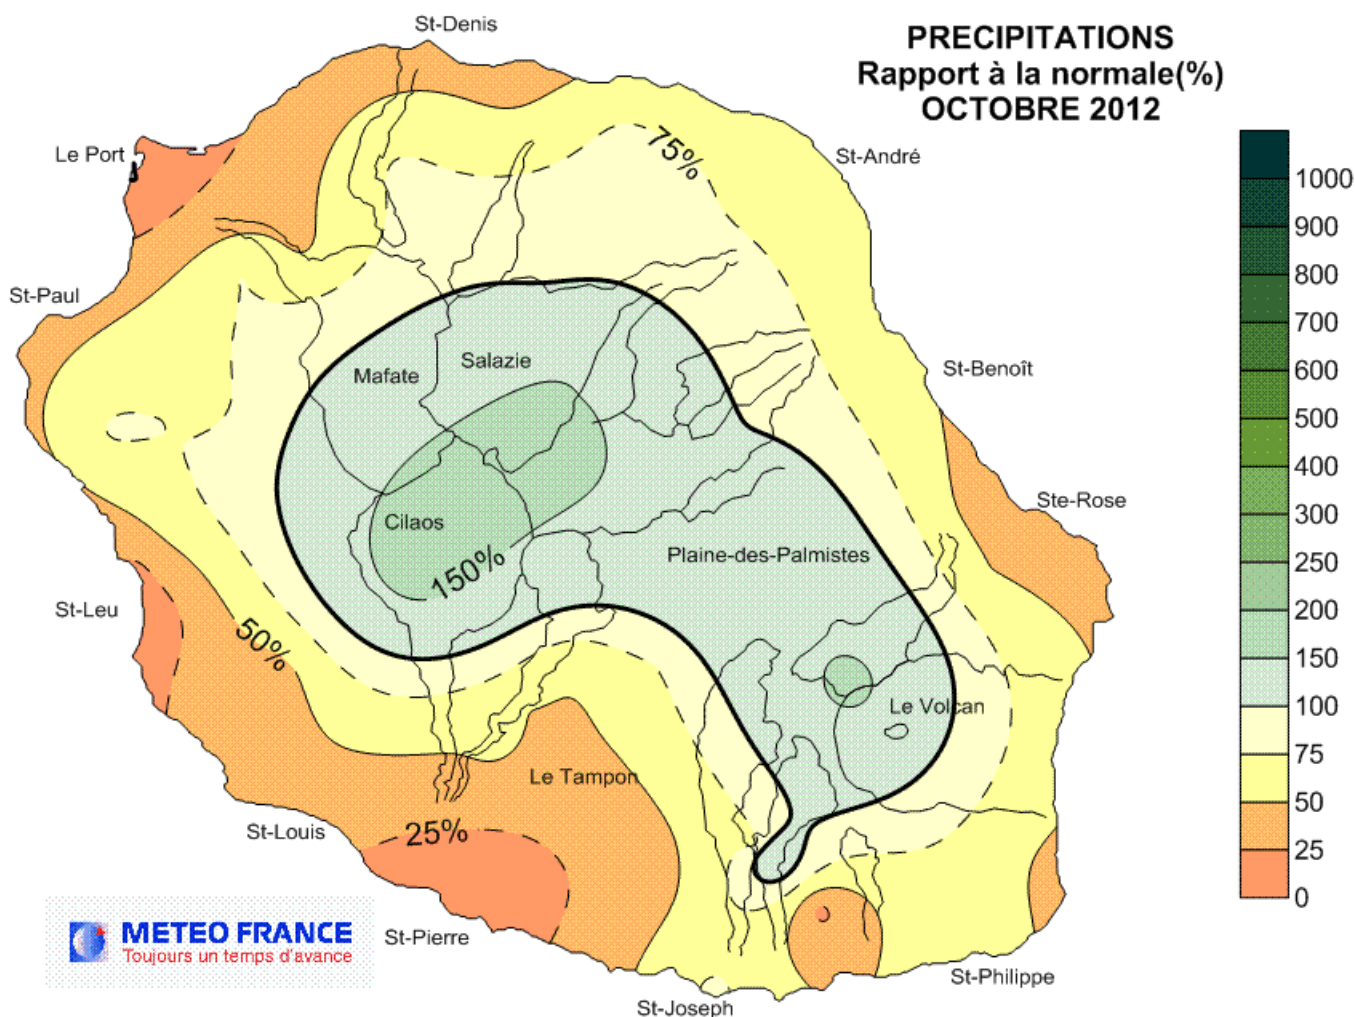 St-Denis
PRECIPITATIONS
Rapport à la normale(%)
OCTOBRE 2012
Le Port
75%
St-André
1000
900
800
700
600
500
400
300
250
200
150
100
75
50
25
0
St-Paul
Salazie
Mafate
St-Benoît
Ste-Rose
Cilaos
Plaine-des-Palmistes
150%
St-Leu
50%
Le Volcan
Le Tampon
St-Louis
25%
METEO FRANCE
Toujours un temps d'avance
St-Pierre
St-Philippe
St-Joseph